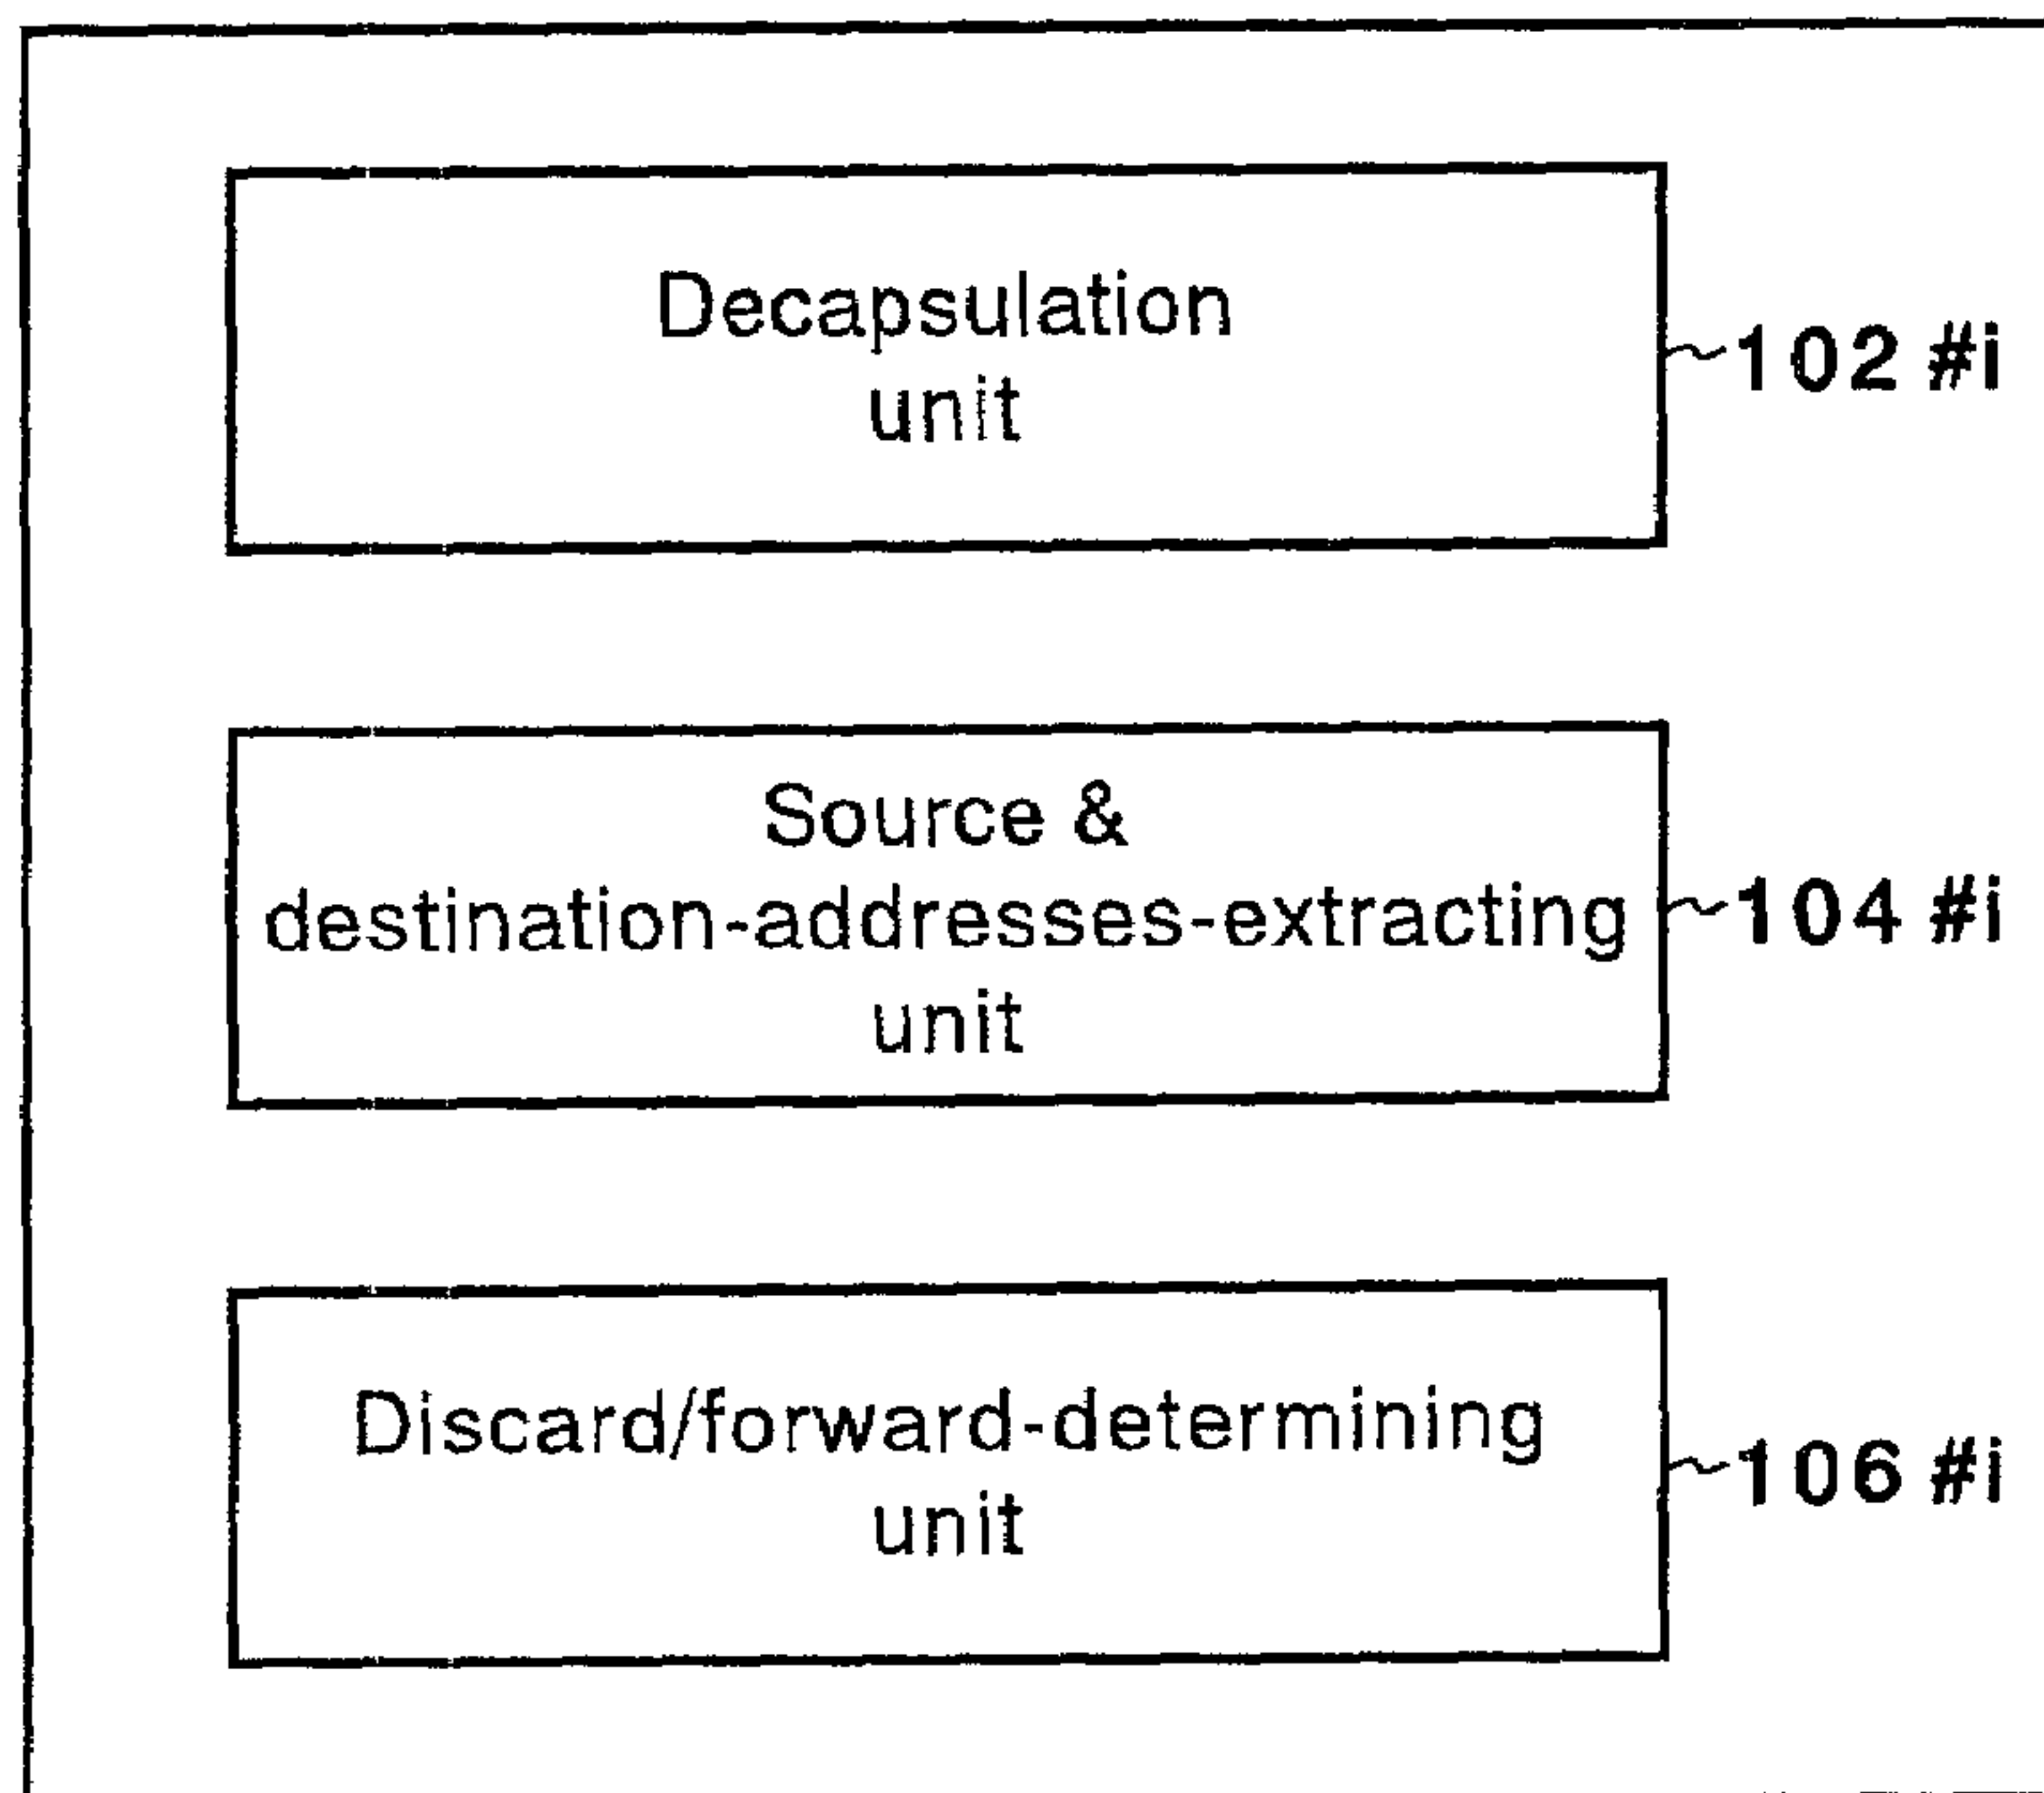 Decapsulation
unit
102 #i
Source &
destination-addresses-extracting
unit
104 #i
Discard/forward-determining
unit
106 #i